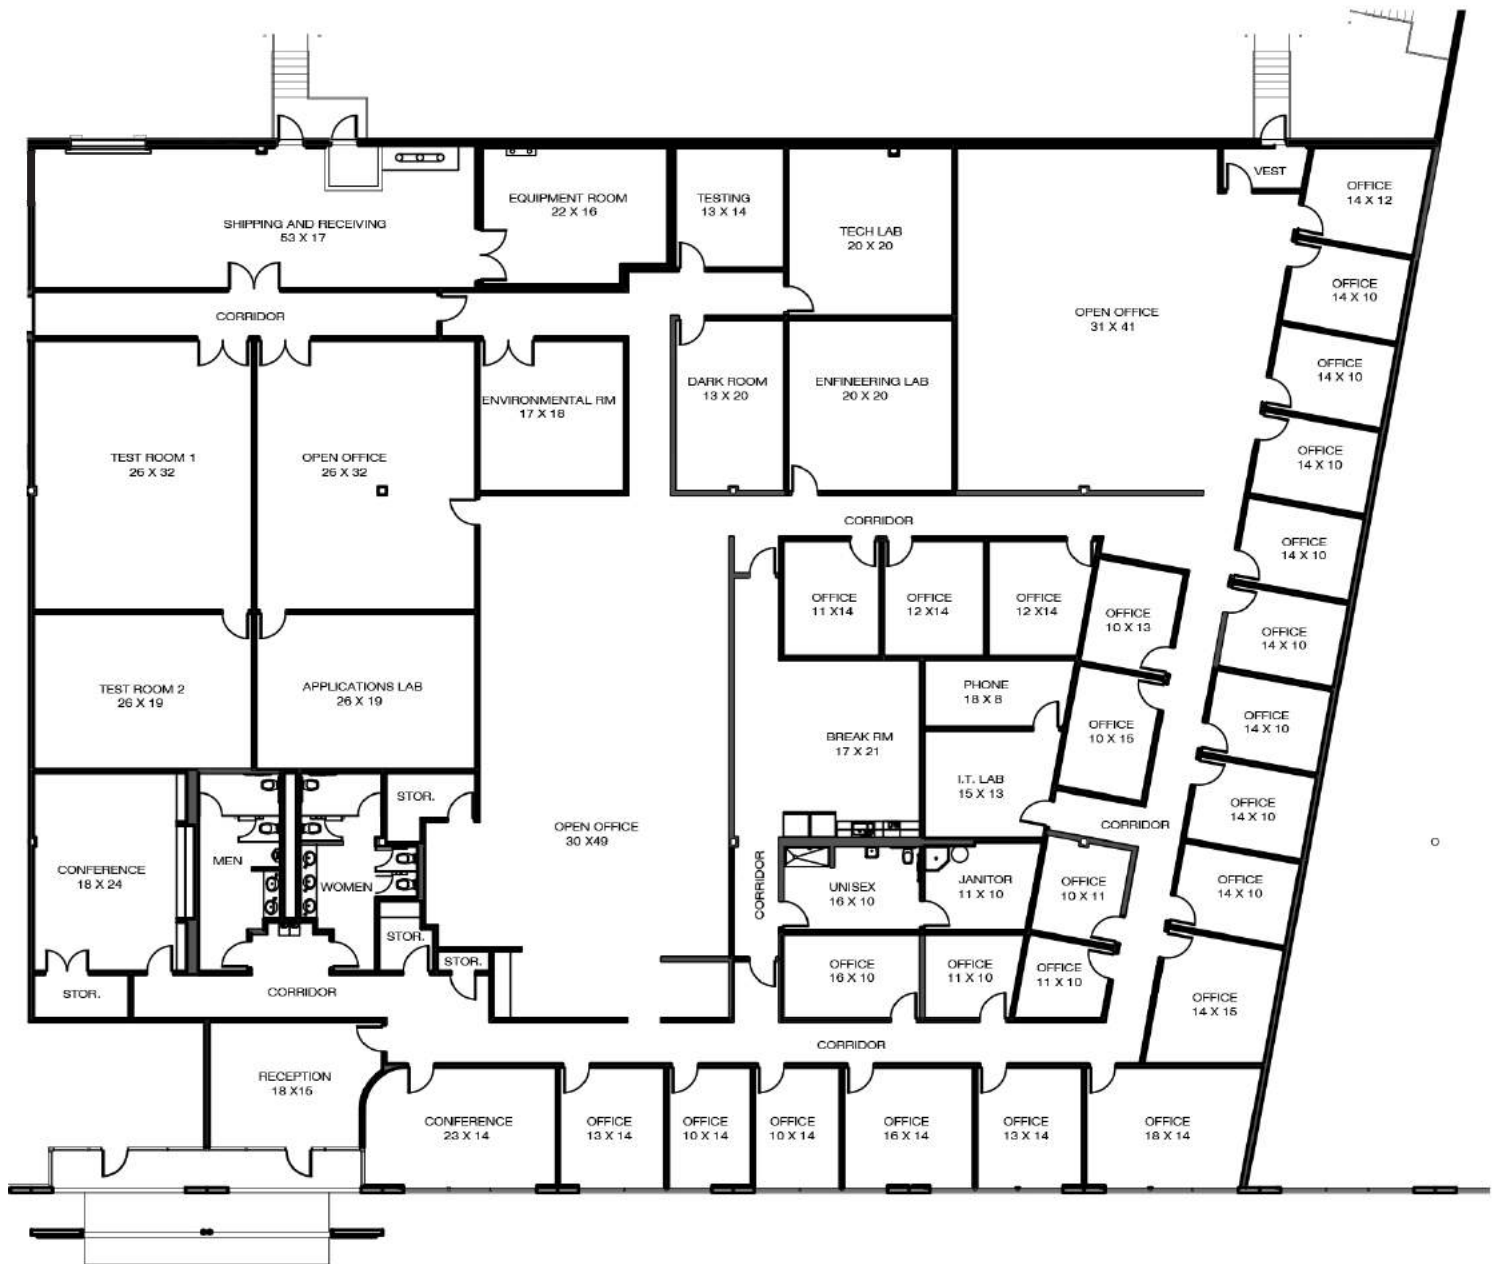 VEST
OFFICE
14 X 12
EQUIPMENT ROOM
22 X 16
TESTING
13 X 14
SHIPPING AND RECEIVING
53 X 17
TECH LAB
20 X 20
OFFICE
14 X 10
CORRIDOR
OPEN OFFICE
31 X 41
OFFICE
14 X 10
DARK ROOM
13 X 20
ENFINEERING LAB
20 X 20
ENVIRONMENTAL RM
17 X 18
TEST ROOM 1
26 X 32
OPEN OFFICE
26 X 32
OFFICE
14 X 10
CORRIDOR
OFFICE
14 X 10
OFFICE
11 X14
OFFICE
12 X14
OFFICE
12 X14
OFFICE
10 X 13
OFFICE
14 X 10
TEST ROOM 2
26 X 19
APPLICATIONS LAB
26 X 19
PHONE
18 X 8
OFFICE
10 X 15
OFFICE
14 X 10
BREAK RM
17 X 21
I.T. LAB
15 X 13
STOR.
OFFICE
14 X 10
OPEN OFFICE
30 X49
CORRIDOR
MEN
CONFERENCE
18 X 24
WOMEN
CORRIDOR
UNISEX
16 X 10
JANITOR
11 X 10
OFFICE
10 X 11
OFFICE
14 X 10
STOR.
STOR.
OFFICE
16 X 10
OFFICE
11 X 10
OFFICE
11 X 10
STOR.
CORRIDOR
OFFICE
14 X 15
CORRIDOR
RECEPTION
18 X15
CONFERENCE
23 X 14
OFFICE
13 X 14
OFFICE
10 X 14
OFFICE
10 X 14
OFFICE
16 X 14
OFFICE
13 X 14
OFFICE
18 X 14